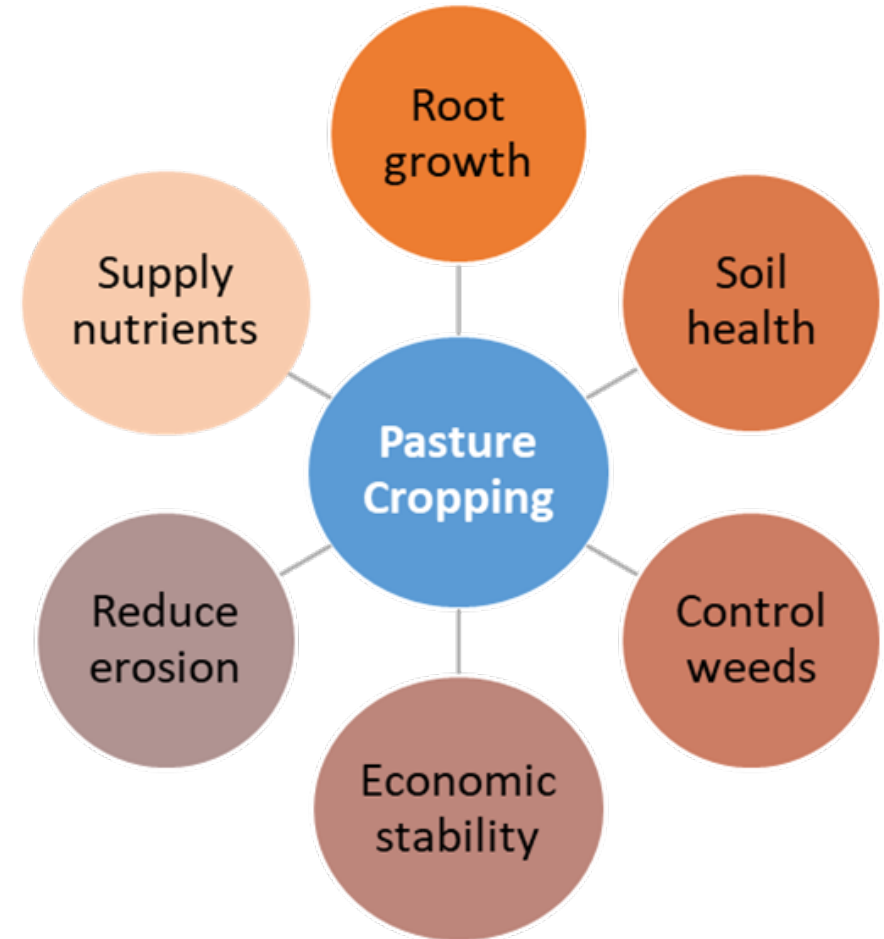 Root
growth
Soil
health
Control
weeds
Economic
stability
Reduce
erosion
Supply
nutrients
Pasture
Cropping